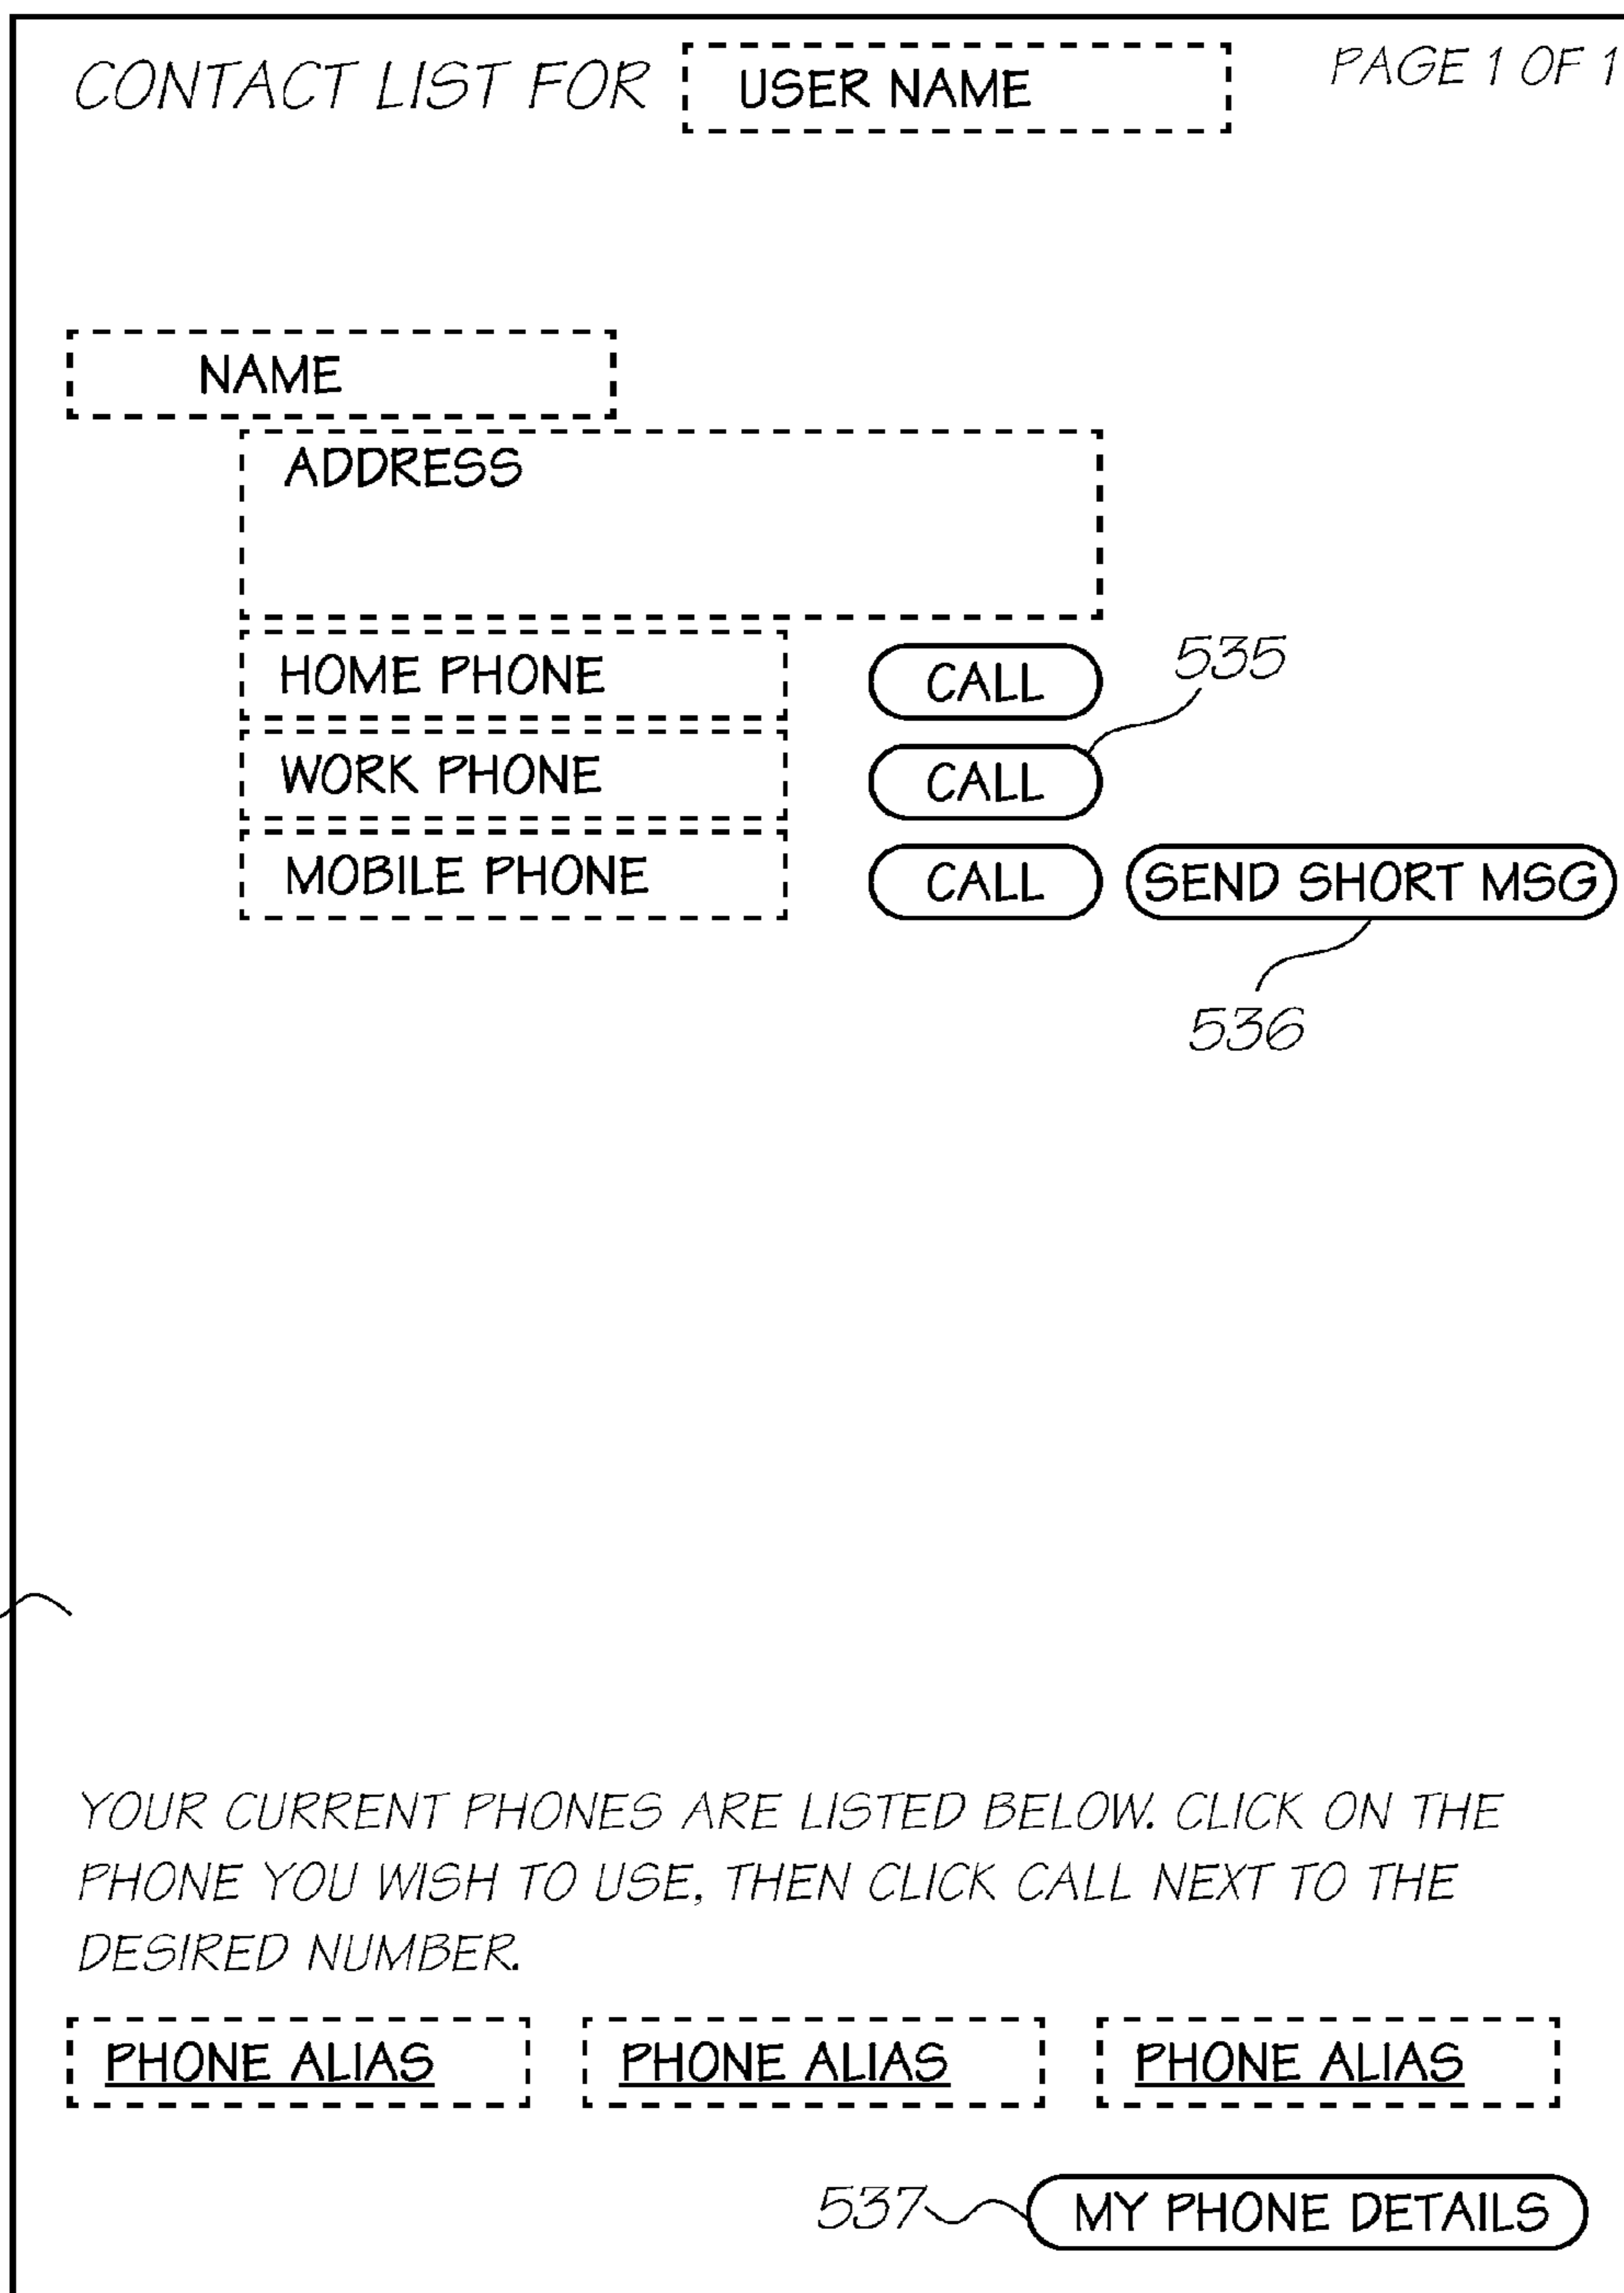 CONTACT LIST FOR USER NAME PAGE 1 OF 1
NAME
ADDRESS
HOME PHONE CALL 535
WORK PHONE CALL
MOBILE PHONE CALL SEND SHORT MSG
536
YOUR CURRENT PHONES ARE LISTED BELOW. CLICK ON THE
PHONE YOU WISH TO USE, THEN CLICK CALL NEXT TO THE
DESIRED NUMBER.
PHONE ALIAS PHONE ALIAS PHONE ALIAS
537 MY PHONE DETAILS